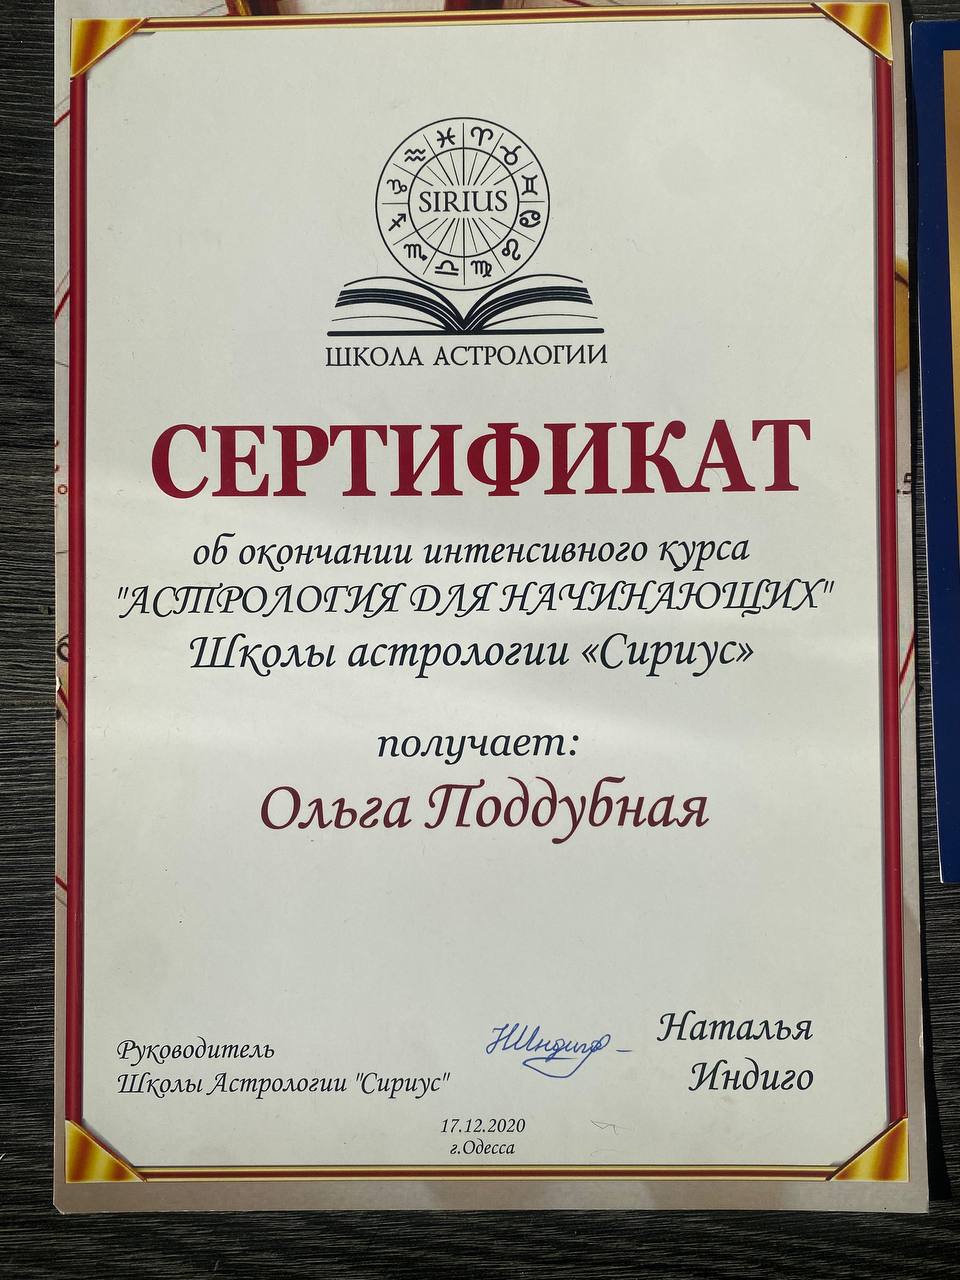 SIRIUS
ШКОЛА АСТРОЛОГИИ
СЕРТИФИКАТ
об окончании интенсивного курса
"АСТРОЛОГИЯ ДЛЯ НАЧИНАЮЩИХ"
Школы астрологии «Сириус»
получает:
Ольга Поддубная
Руководитель
Школы Астрологии "Сириус"
НИндиго
Наталья
Индиго
17.12.2020
г.Одесса